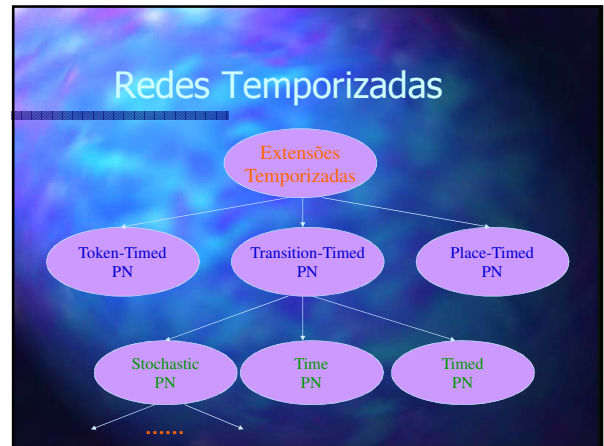 Redes Temporizadas
Extensões
Temporizadas
Token-Timed
PN
Transition-Timed
PN
Place-Timed
PN
Stochastic
PN
Time
PN
Timed
PN
......